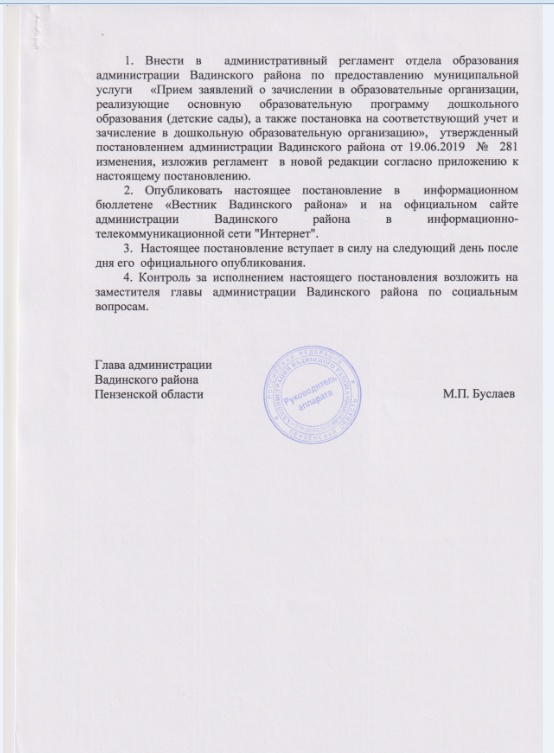 1. Внести в административный регламент отдела образования
администрации Вадинского района по предоставлению муниципальной
услуги «Прием заявлений о зачислении в образовательные организации,
реализующие основную образовательную программу дошкольного
образования (детские сады), а также постановка на соответствующий учет и
зачисление в дошкольную образовательную организацию», утвержденный
постановлением администрации Вадинского района от 19.06.2019 № 281
изменения, изложив регламент в новой редакции согласно приложению к
настоящему постановлению.
2. Опубликовать настоящее постановление в информационном
бюллетене «Вестник Вадинского района» и на официальном сайте
администрации Вадинского района в информационно-
телекоммуникационной сети "Интернет".
3. Настоящее постановление вступает в силу на следующий день после
дня его официального опубликования.
4. Контроль за исполнением настоящего постановления возложить на
заместителя главы администрации Вадинского района по социальным
вопросам.
Глава администрации
Вадинского района
Пензенской области М.П. Буслаев
Руководитель
аппарата